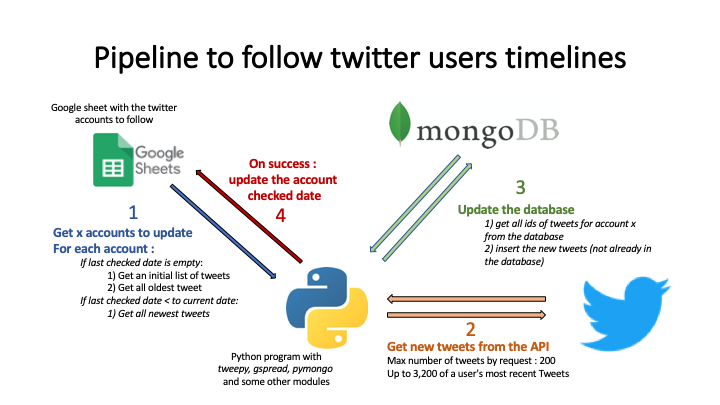 Pipeline to follow twitter users timelines
Google sheet with the twitter
accounts to follow
Google
Sheets
mongoDB
On success :
update the account
checked date
4
1
Get x accounts to update
For each account :
If last checked date is empty:
1) Get an initial list of tweets
2) Get all oldest tweet
If last checked date < to current date:
1) Get all newest tweets
3
Update the database
1) get all ids of tweets for account x
from the database
2) insert the new tweets (not already in
the database)
2
Get new tweets from the API
Max number of tweets by request : 200
Up to 3,200 of a user's most recent Tweets
Python program with
tweepy, gspread, pymongo
and some other modules